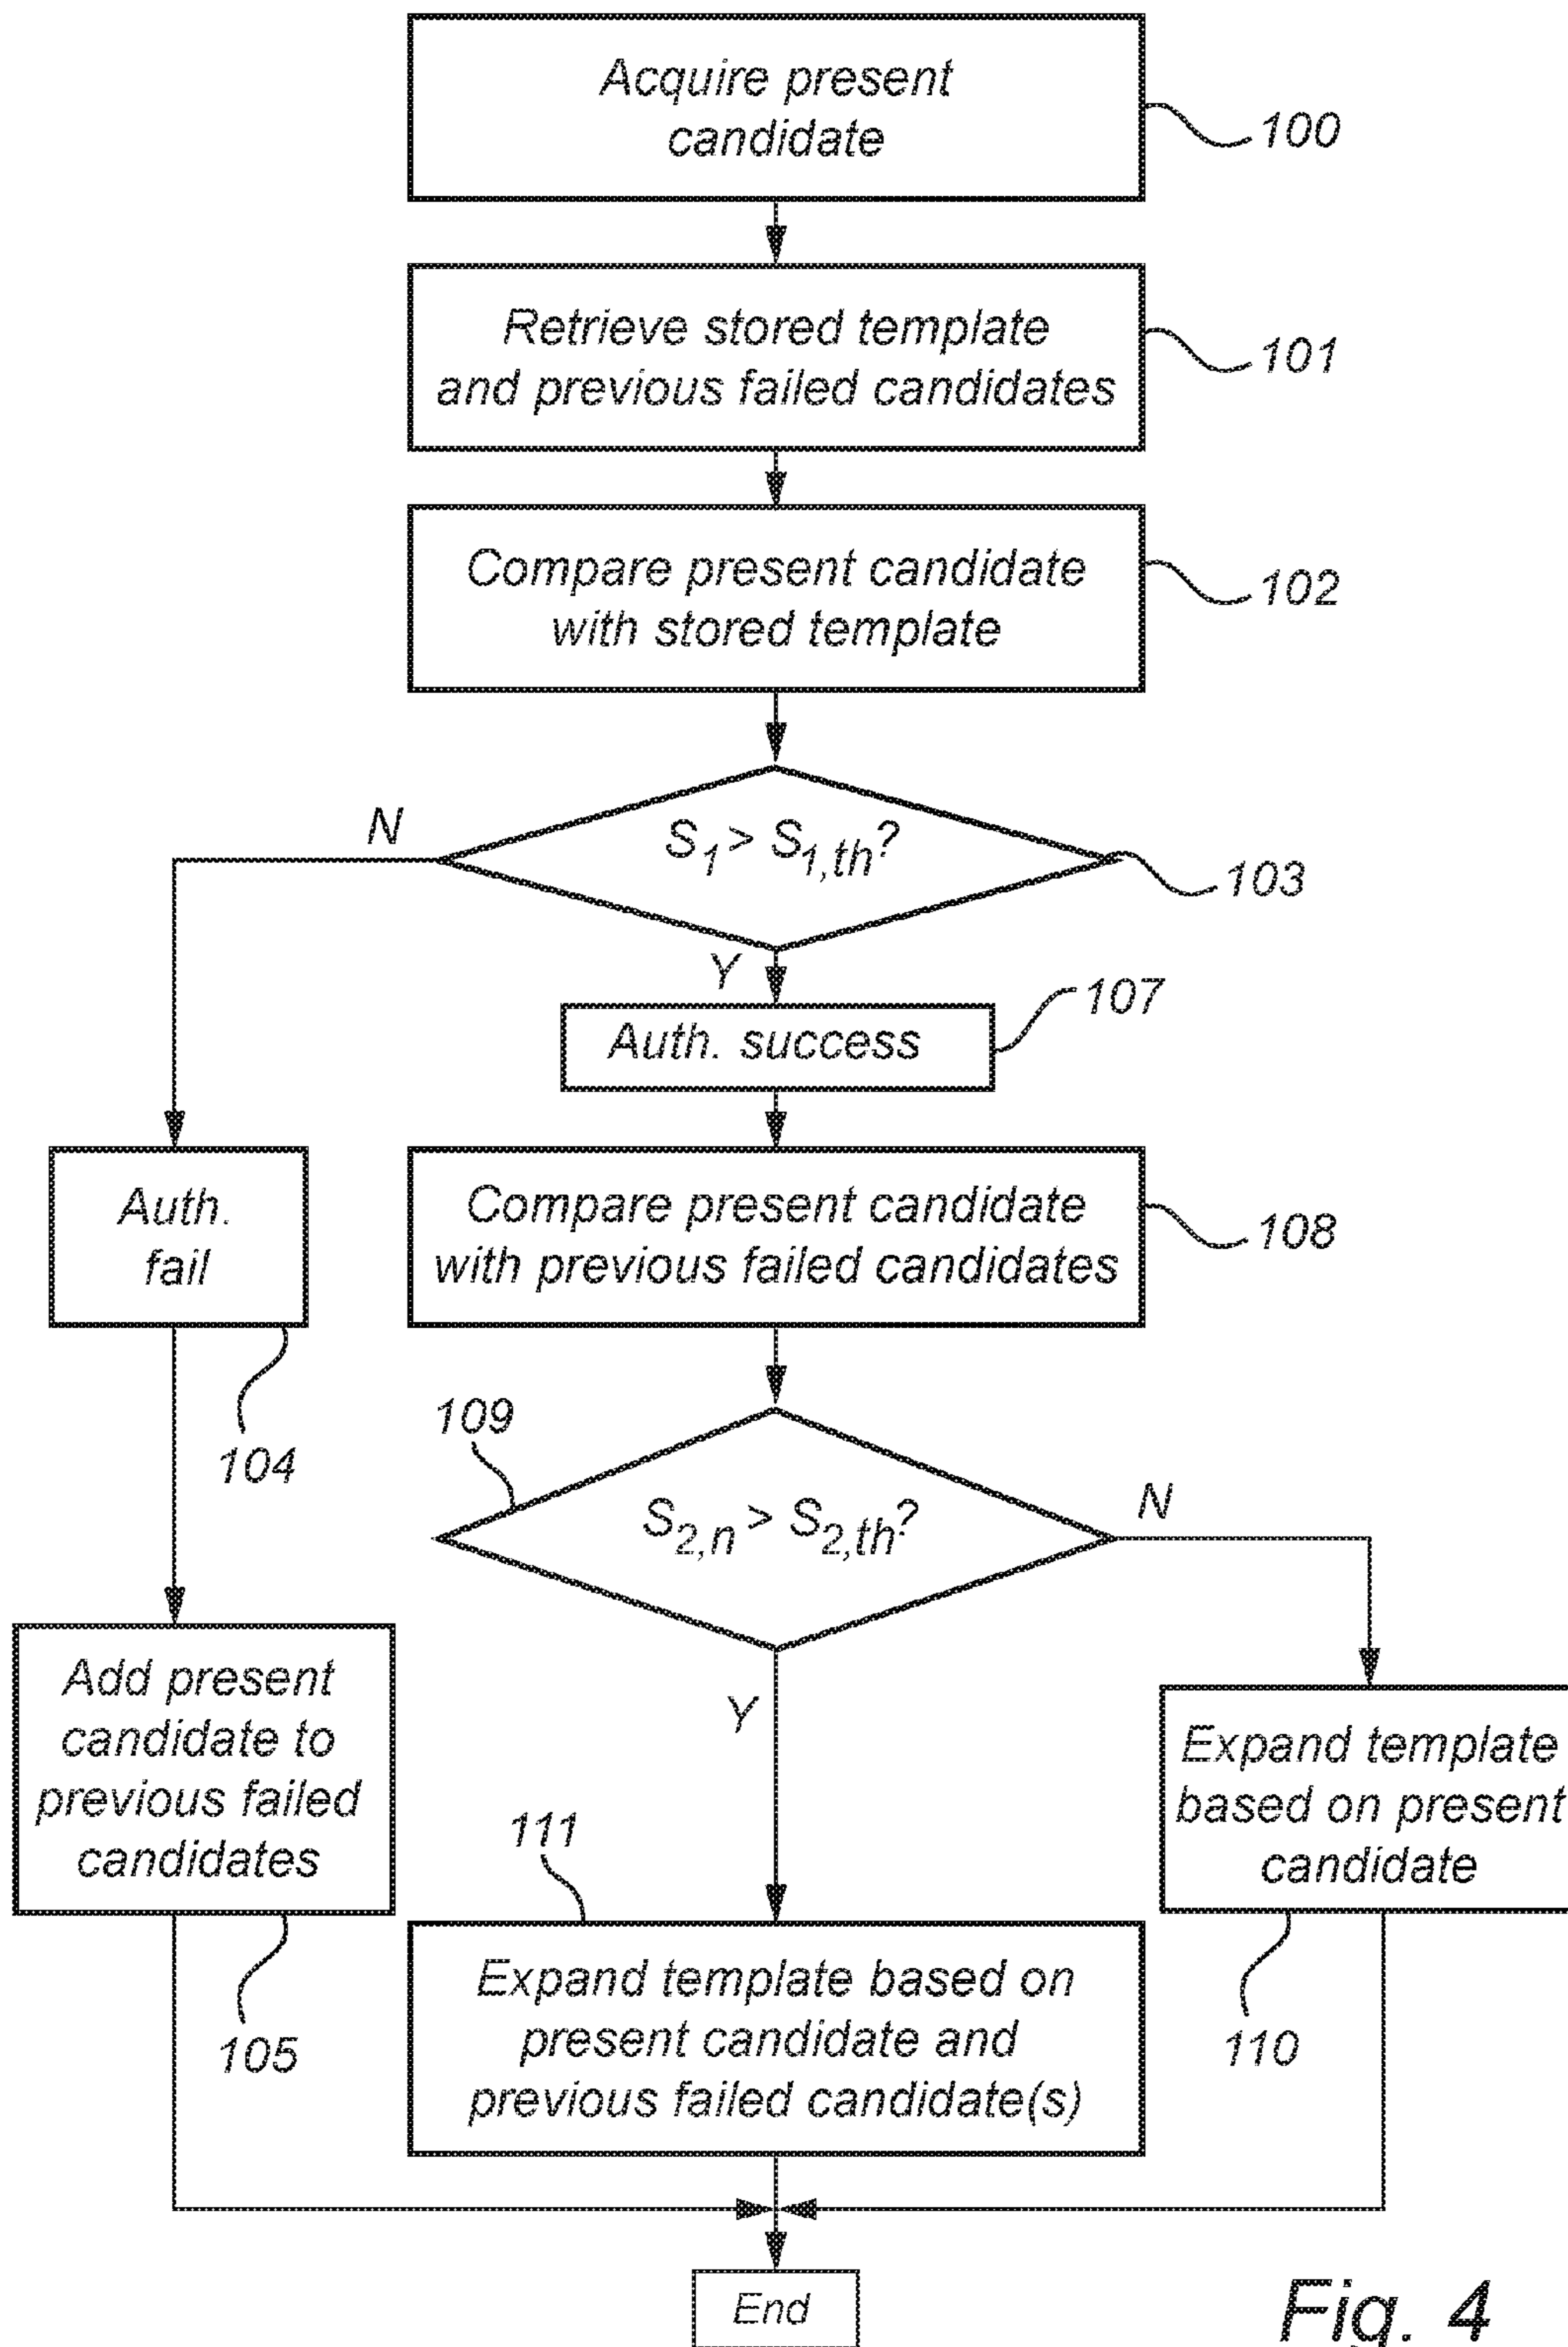 Acquire present
candidate
100
Retrieve stored template
and previous failed candidates
101
Compare present candidate
with stored template
102
S1 > S1,th?
N
103
Y
Auth. success
107
Auth.
fail
104
Compare present candidate
with previous failed candidates
108
109
S2,n > S2,th?
N
Y
Add present
candidate to
previous failed
candidates
105
Expand template
based on present
candidate
110
111
Expand template based on
present candidate and
previous failed candidate(s)
End
Fig. 4